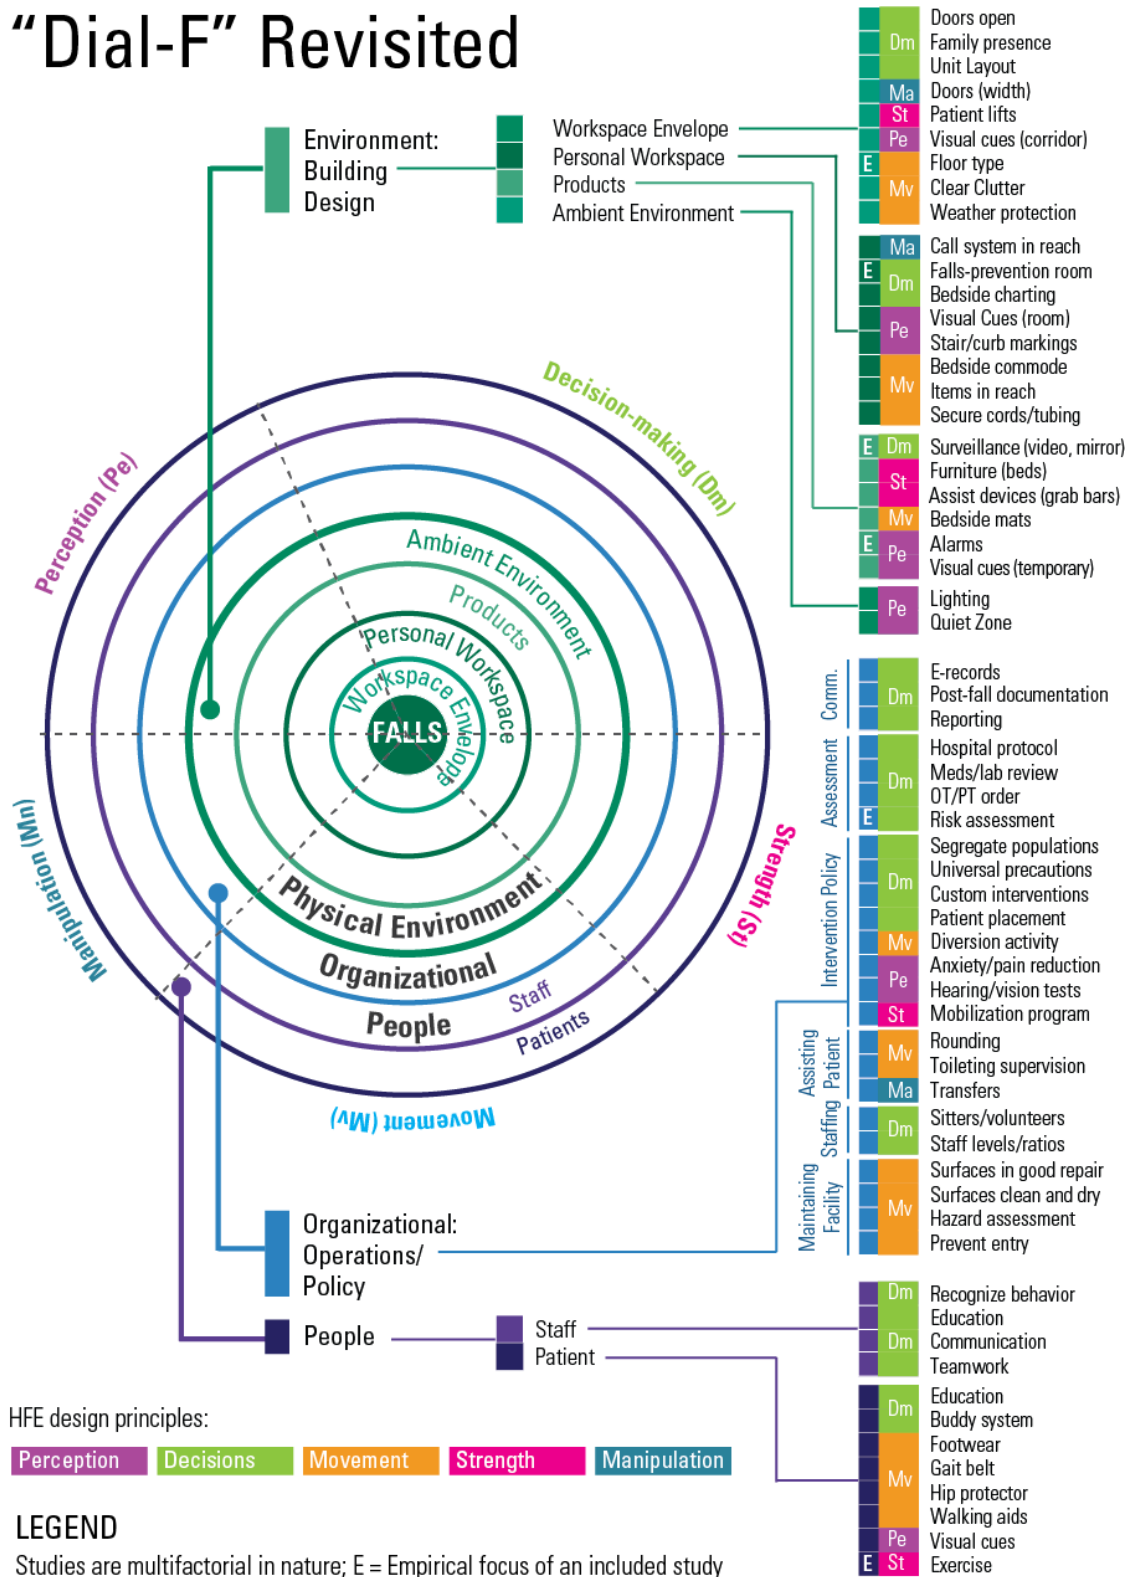 "Dial-F" Revisited
Environment:
Building
Design
Workspace Envelope
Personal Workspace
Products
Ambient Environment
Dm
Doors open
Family presence
Unit Layout
Ma
Doors (width)
St
Patient lifts
Pe
Visual cues (corridor)
E
Floor type
Mv
Clear Clutter
Weather protection
Ma
Call system in reach
E
Falls-prevention room
Dm
Bedside charting
Pe
Visual Cues (room)
Stair/curb markings
Mv
Bedside commode
Items in reach
Secure cords/tubing
E
Dm
Surveillance (video, mirror)
St
Furniture (beds)
Assist devices (grab bars)
Mv
Bedside mats
E
Alarms
Pe
Visual cues (temporary)
Pe
Lighting
Quiet Zone
Perception (Pe)
Decision-making (Dm)
Strength (St)
Movement (Mv)
Manipulation (Mn)
Ambient Environment
Products
Personal Workspace
Workspace Envelope
FALLS
Physical Environment
Organizational
People
Staff
Patients
Comm.
Dm
E-records
Post-fall documentation
Reporting
Assessment
Dm
Hospital protocol
Meds/lab review
OT/PT order
E
Risk assessment
Intervention Policy
Dm
Segregate populations
Universal precautions
Custom interventions
Patient placement
Mv
Diversion activity
Pe
Anxiety/pain reduction
Hearing/vision tests
St
Mobilization program
Assisting
Patient
Mv
Rounding
Toileting supervision
Ma
Transfers
Staffing
Dm
Sitters/volunteers
Staff levels/ratios
Maintaining
Facility
Mv
Surfaces in good repair
Surfaces clean and dry
Hazard assessment
Prevent entry
Organizational:
Operations/
Policy
People
Staff
Patient
Dm
Recognize behavior
Education
Dm
Communication
Teamwork
Dm
Education
Buddy system
Mv
Footwear
Gait belt
Hip protector
Walking aids
Pe
Visual cues
E
St
Exercise
HFE design principles:
Perception
Decisions
Movement
Strength
Manipulation
LEGEND
Studies are multifactorial in nature; E = Empirical focus of an included study